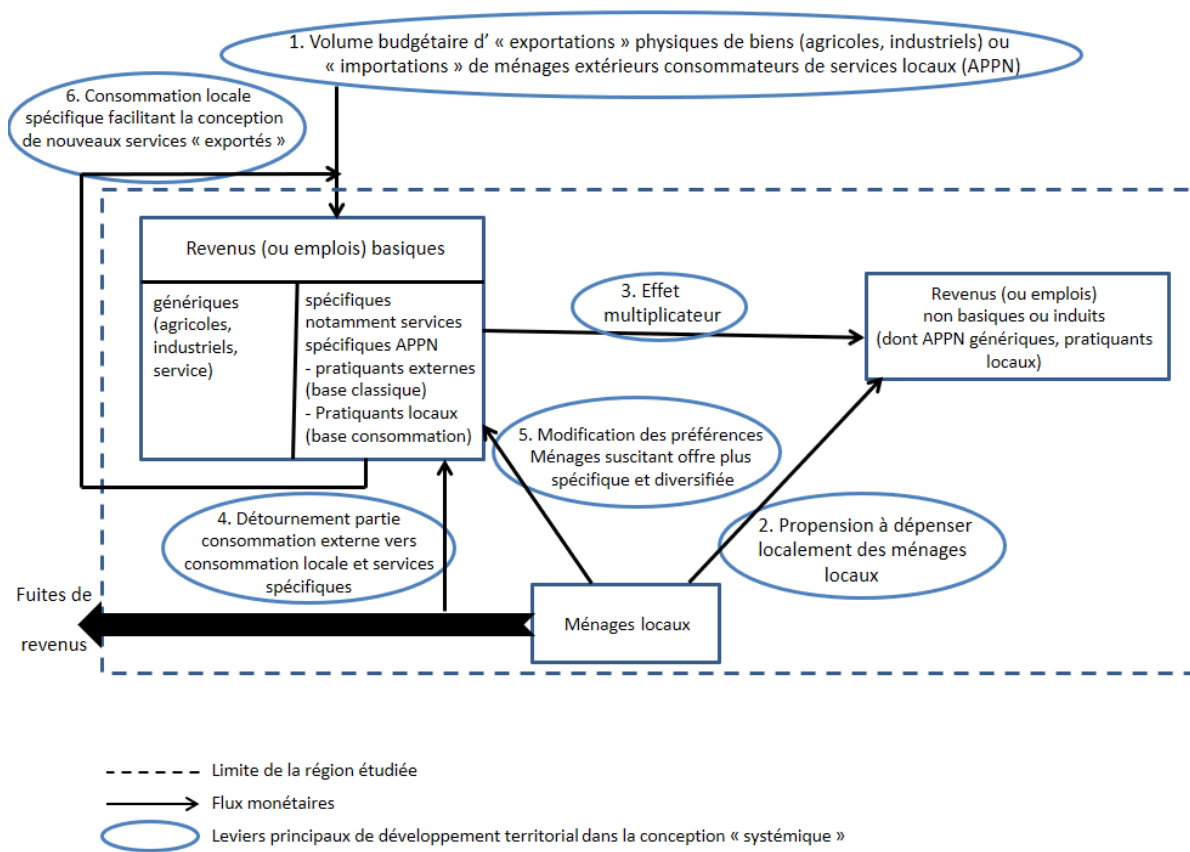 1. Volume budgétaire d' « exportations » physiques de biens (agricoles, industriels) ou
« importations » de ménages extérieurs consommateurs de services locaux (APPN)
6. Consommation locale
spécifique facilitant la conception
de nouveaux services « exportés »
Revenus (ou emplois) basiques
génériques
(agricoles,
industriels,
service)
spécifiques
notamment services
spécifiques APPN
- pratiquants externes
(base classique)
- Pratiquants locaux
(base consommation)
3. Effet
multiplicateur
Revenus (ou emplois)
non basiques ou induits
(dont APPN génériques, pratiquants
locaux)
5. Modification des préférences
Ménages suscitant offre plus
spécifique et diversifiée
4. Détournement partie
consommation externe vers
consommation locale et services
spécifiques
2. Propension à dépenser
localement des ménages
locaux
Fuites de
revenus
Ménages locaux
Limite de la région étudiée
Flux monétaires
Leviers principaux de développement territorial dans la conception « systémique »